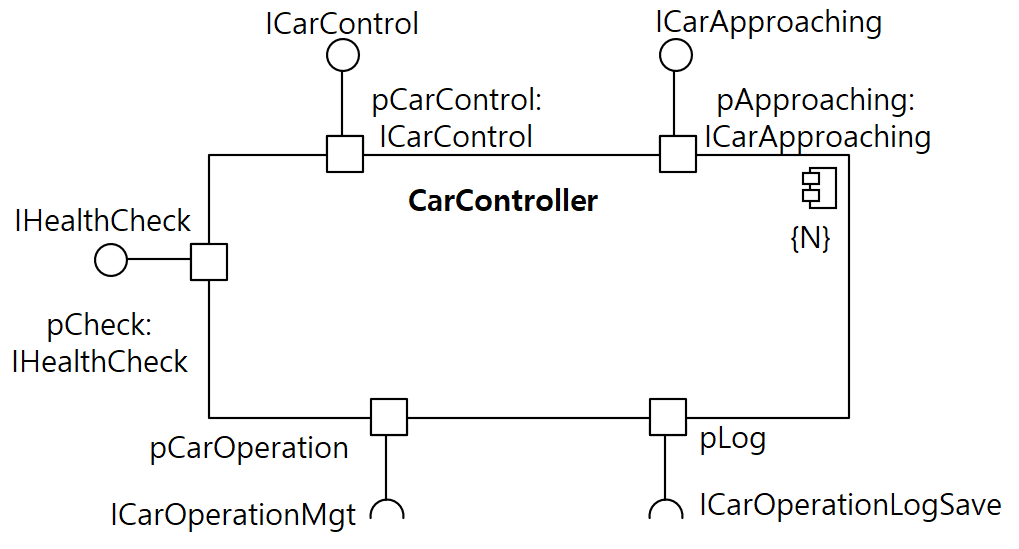 ICarControl
ICarApproaching
pCarControl:
ICarControl
pApproaching:
ICarApproaching
CarController
{N}
IHealthCheck
pCheck:
IHealthCheck
pCarOperation
pLog
ICarOperationMgt
ICarOperationLogSave